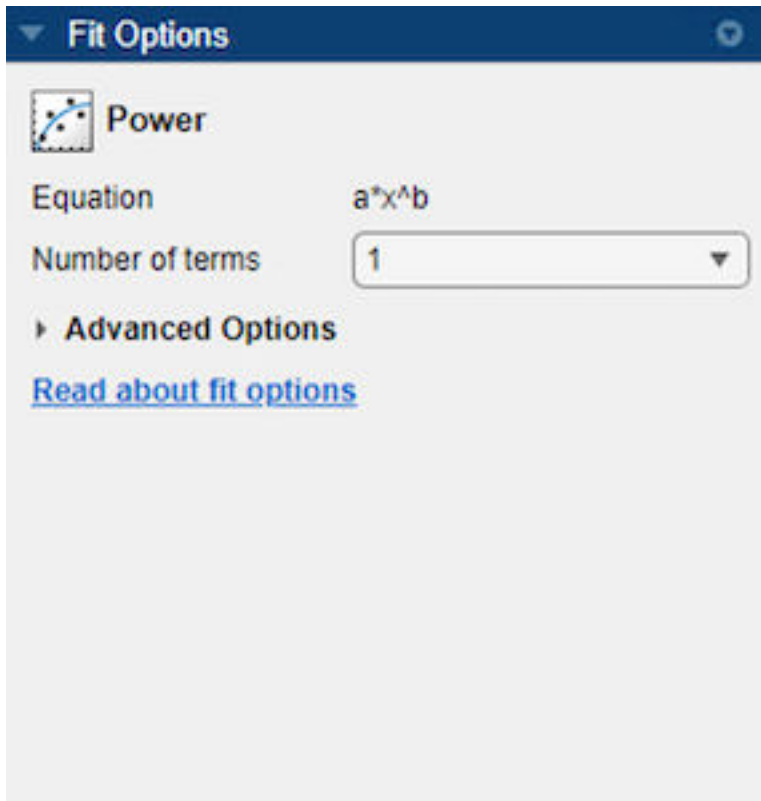 Fit Options
Power
Equation a*x^b
Number of terms 1
Advanced Options
Read about fit options